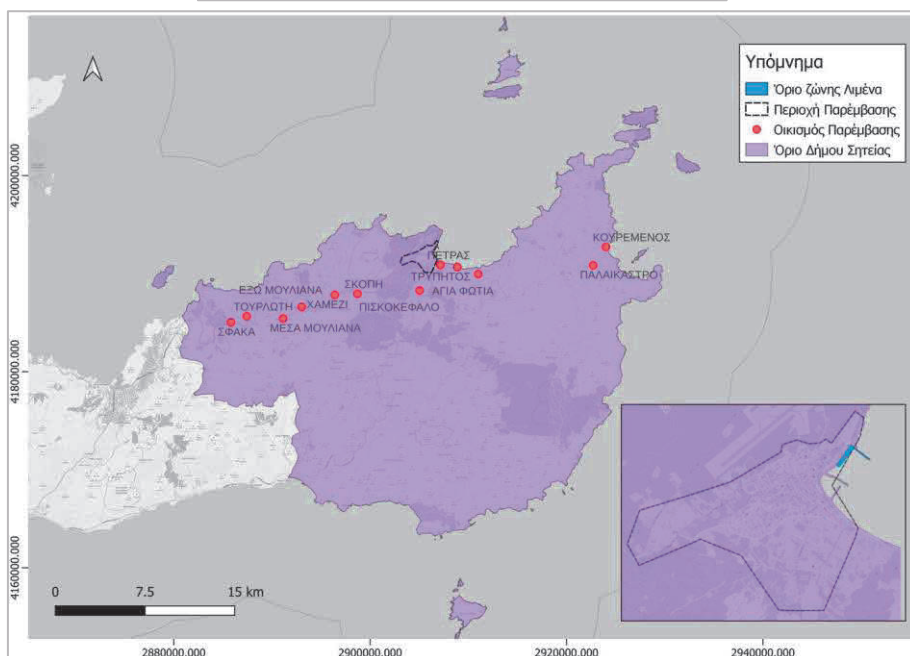 Υπόμνημα
Όριο ζώνης Λιμένα
Περιοχή Παρέμβασης
Οικισμός Παρέμβασης
Όριο Δήμου Σητείας
4200000.000
4180000.000
4160000.000
ΚΟΥΡΕΜΕΝΟΣ
ΠΕΤΡΑΣ
ΤΡΥΠΗΤΟΣ
ΠΑΛΑΙΚΑΣΤΡΟ
ΣΚΟΠΗ
ΑΓΙΑ ΦΩΤΙΑ
ΕΞΩ ΜΟΥΛΙΑΝΑ
ΤΟΥΡΛΩΤΗ
ΧΑΜΕΖΙ
ΠΙΣΚΟΚΕΦΑΛΟ
ΣΦΑΚΑ
ΜΕΣΑ ΜΟΥΛΙΑΝΑ
0 7.5 15 km
2880000.000 2900000.000 2920000.000 2940000.000